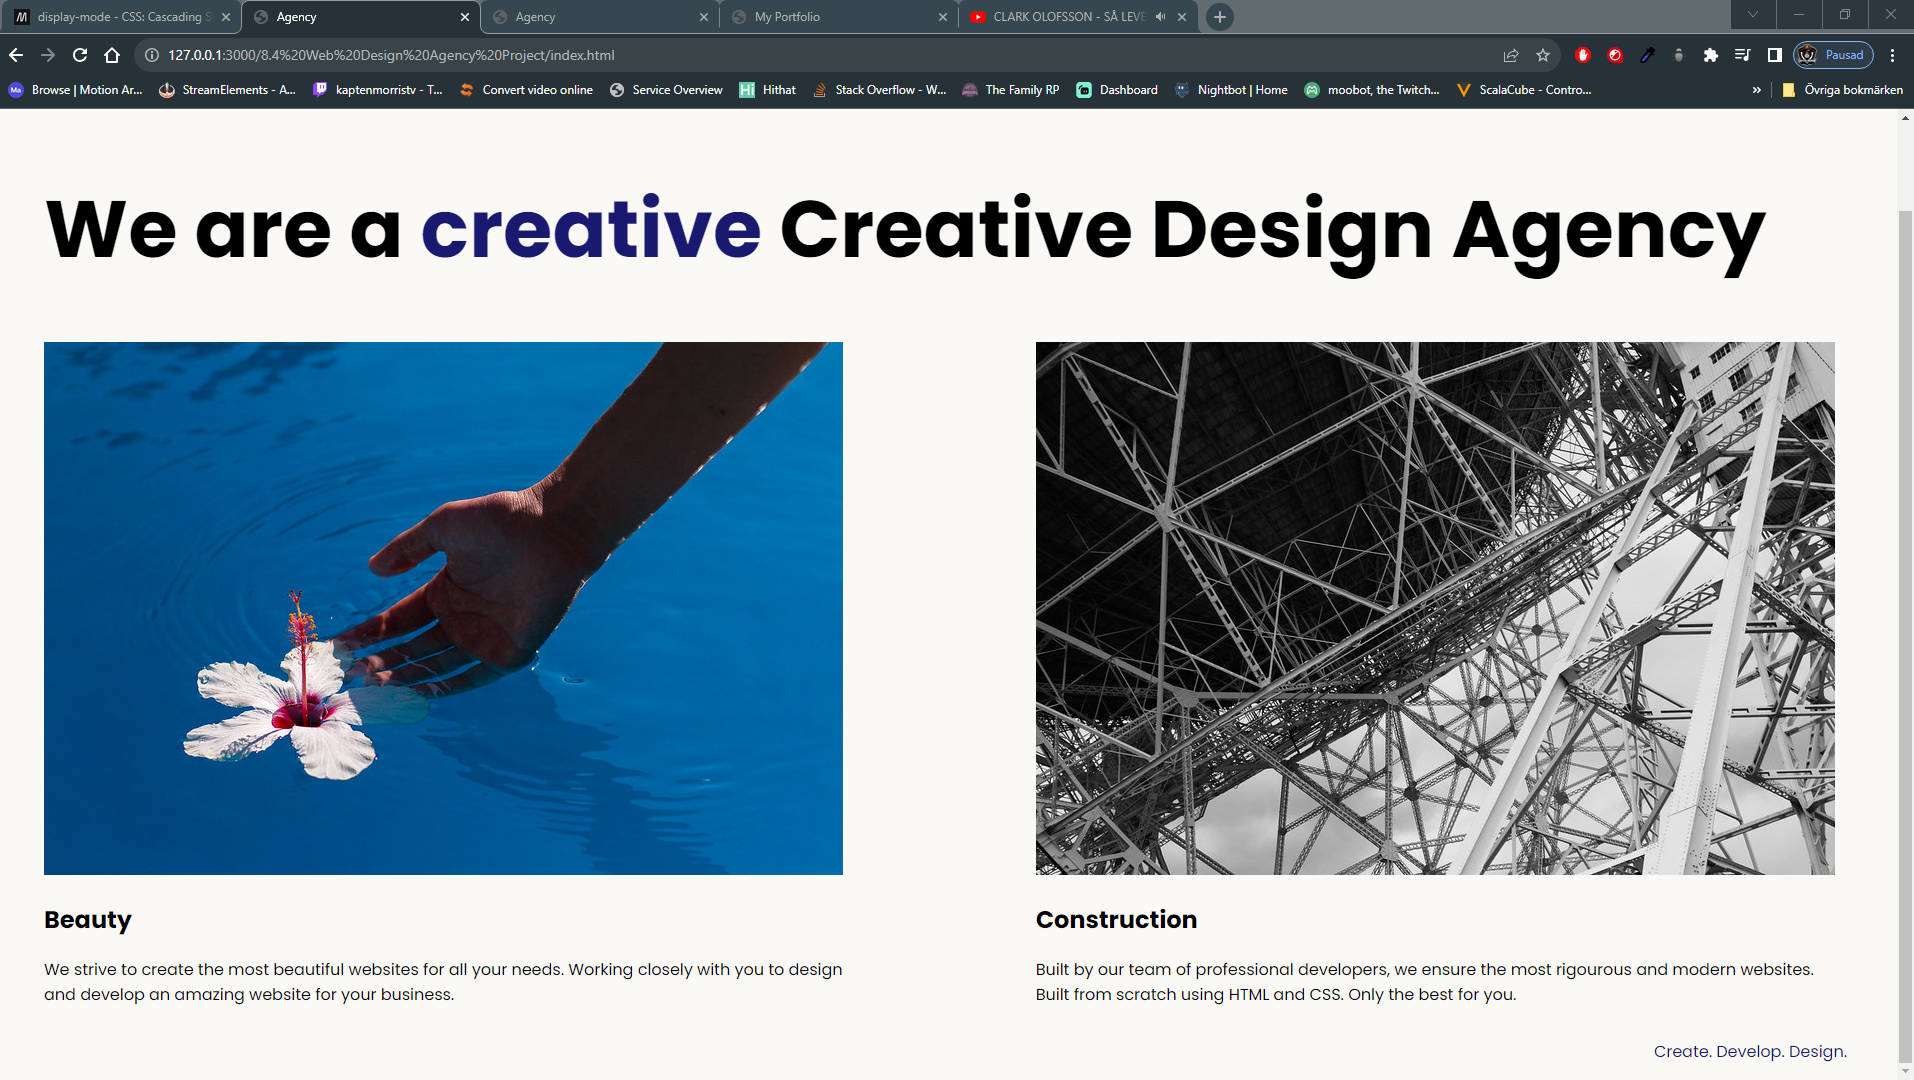 display-mode - CSS: Cascading S
Agency
Agency
My Portfolio
CLARK OLOFSSON - SÅ LEVE
127.0.0.1:3000/8.4%20Web%20Design%20Agency%20Project/index.html
Pausad
Browse | Motion Ar...
StreamElements - A...
kaptenmorristv - T...
Convert video online
Service Overview
Hi Hithat
Stack Overflow - W...
The Family RP
Dashboard
Nightbot | Home
moobot, the Twitch...
ScalaCube - Contro...
»
Övriga bokmärken
We are a creative Creative Design Agency
Beauty
We strive to create the most beautiful websites for all your needs. Working closely with you to design
and develop an amazing website for your business.
Construction
Built by our team of professional developers, we ensure the most rigourous and modern websites.
Built from scratch using HTML and CSS. Only the best for you.
Create. Develop. Design.